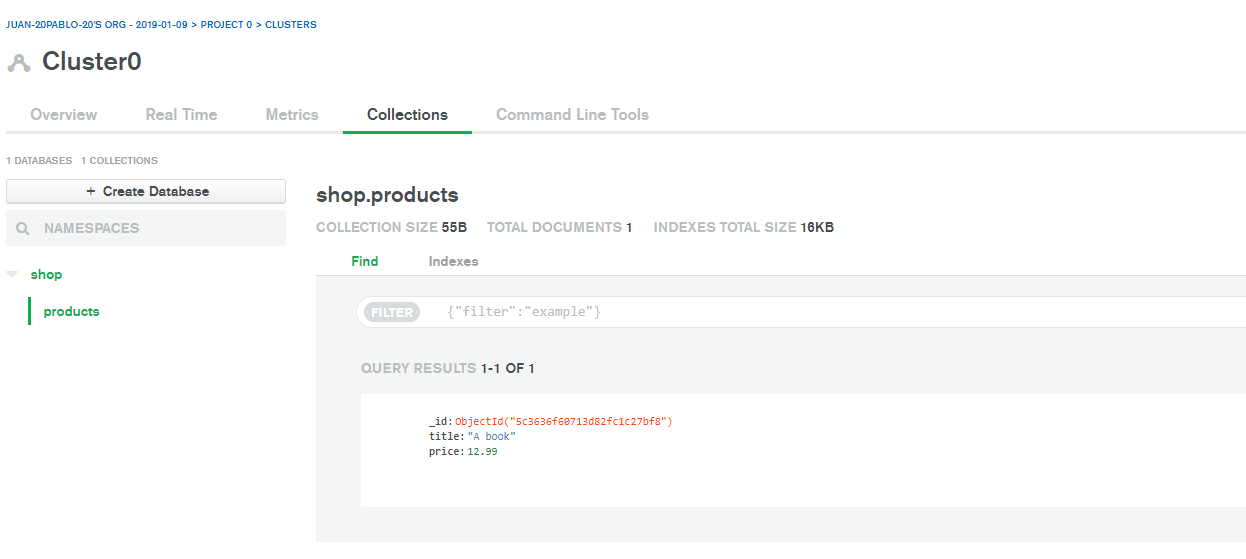 JUAN-20PABLO-20'S ORG - 2019-01-09 > PROJECT 0 > CLUSTERS
Cluster0
Overview Real Time Metrics Collections Command Line Tools
1 DATABASES 1 COLLECTIONS
+ Create Database
NAMESPACES
shop
products
shop.products
COLLECTION SIZE 55B TOTAL DOCUMENTS 1 INDEXES TOTAL SIZE 16KB
Find Indexes
FILTER {"filter":"example"}
QUERY RESULTS 1-1 OF 1
_id: ObjectId("5c3636f60713d82fc1c27bf8")
title: "A book"
price: 12.99